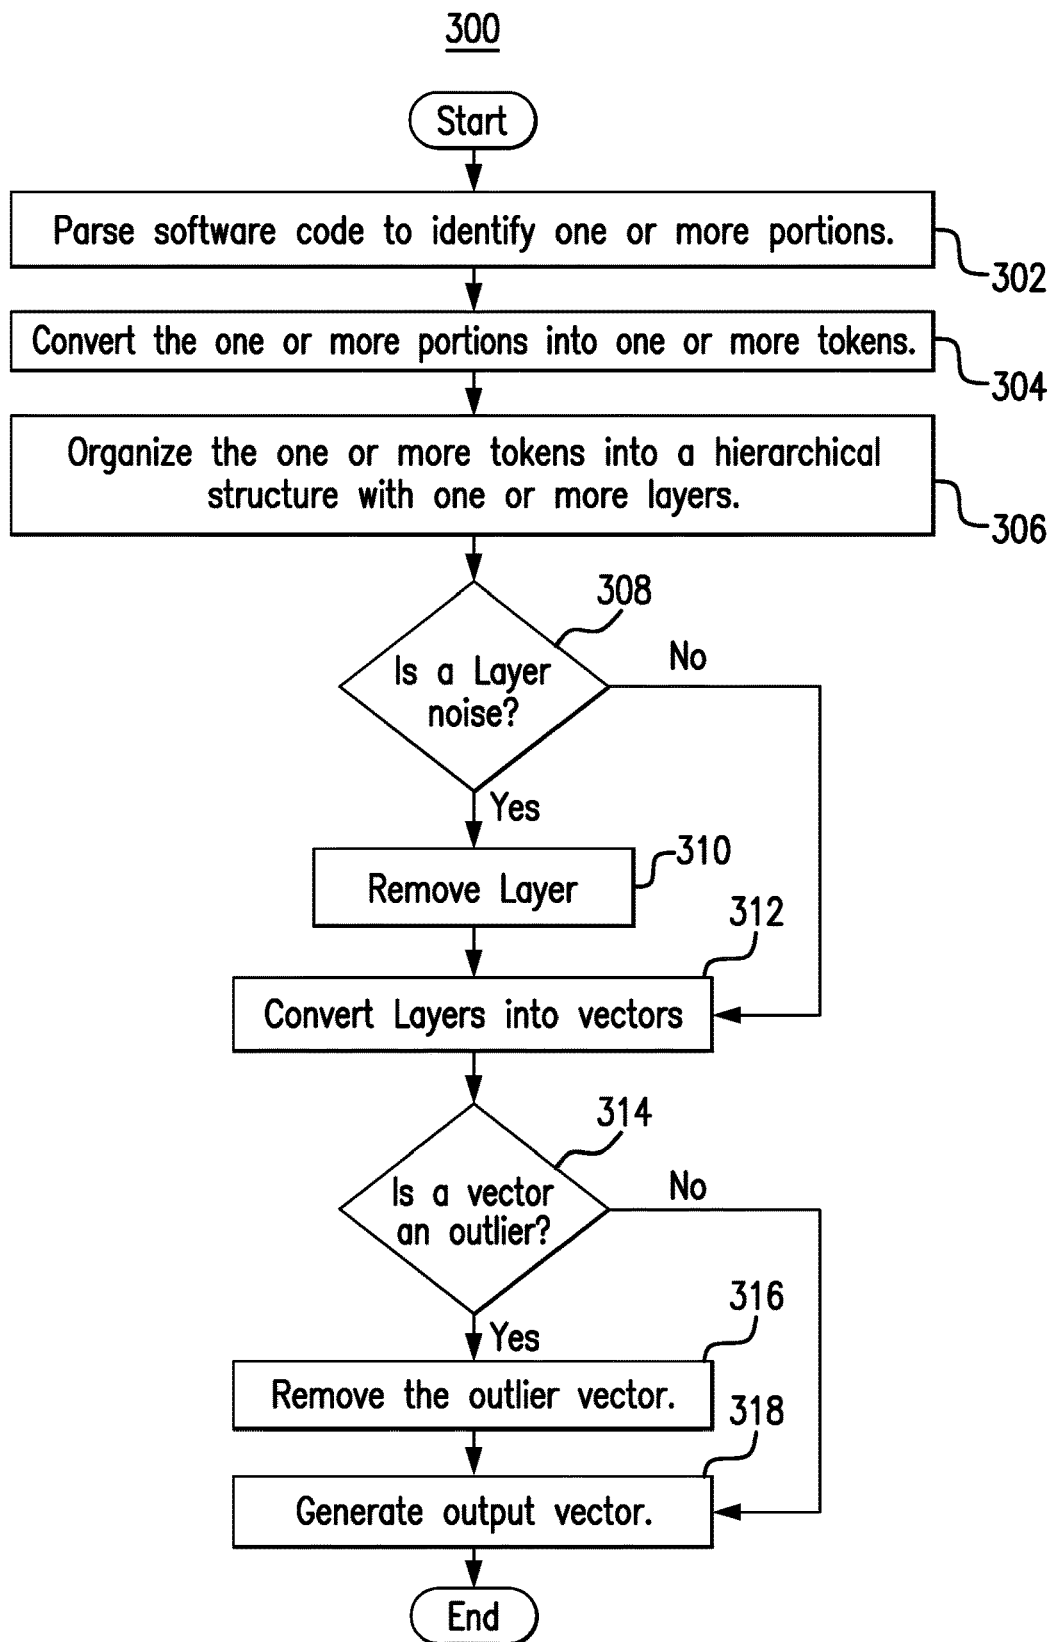 300
Start
Parse software code to identify one or more portions.
302
Convert the one or more portions into one or more tokens.
304
Organize the one or more tokens into a hierarchical
structure with one or more layers.
306
308
Is a Layer
noise?
No
Yes
310
Remove Layer
312
Convert Layers into vectors
314
Is a vector
an outlier?
No
Yes
316
Remove the outlier vector.
318
Generate output vector.
End